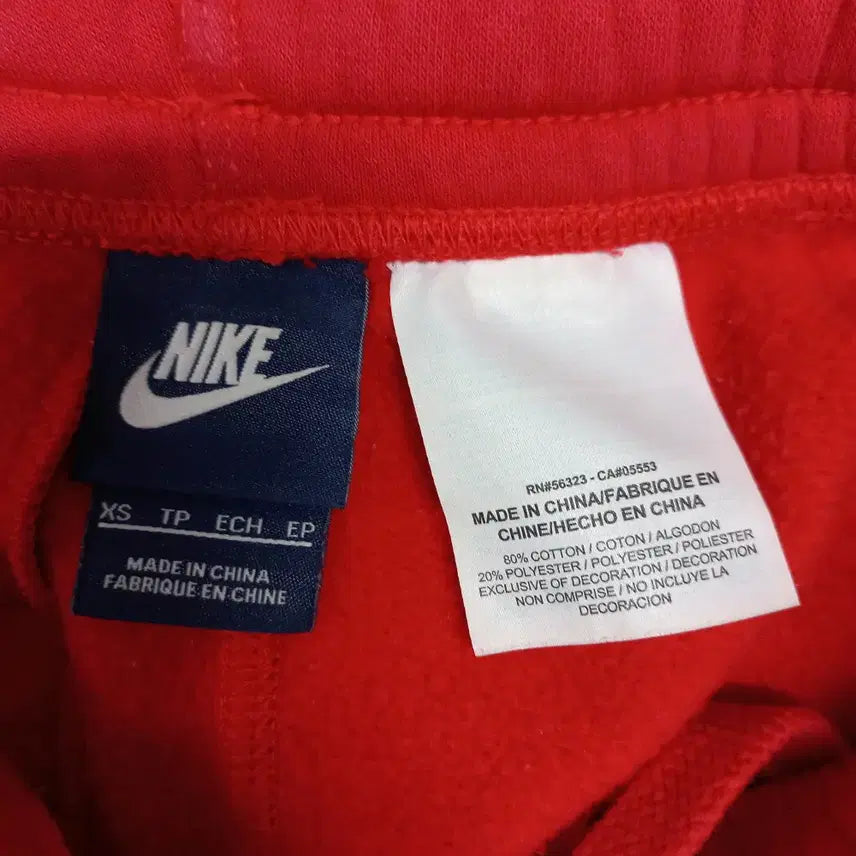 NIKE
XS TP ECH EP
MADE IN CHINA
FABRIQUE EN CHINE
RN#56323 - CA#05553
MADE IN CHINA/FABRIQUE EN
CHINE/HECHO EN CHINA
80% COTTON / COTON / ALGODON
20% POLYESTER / POLYESTER / POLIESTER
EXCLUSIVE OF DECORATION / DECORATION
NON COMPRISE / NO INCLUYE LA
DECORACION